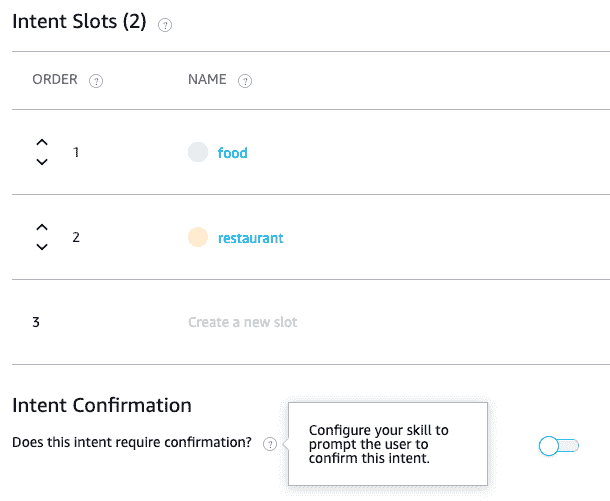 Intent Slots (2) ?
ORDER ? NAME ?
1 food
2 restaurant
3 Create a new slot
Intent Confirmation
Does this intent require confirmation? ?
Configure your skill to
prompt the user to
confirm this intent.